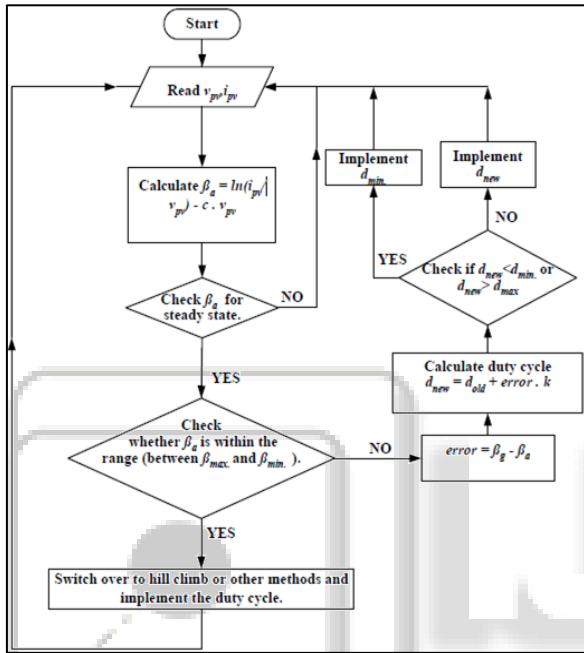 Start
Read v_pv, i_pv
Calculate β_a = ln(i_pv/
v_pv) - c . v_pv
Check β_a for
steady state.
NO
YES
Check
whether β_a is within the
range (between β_max. and β_min. ).
NO
YES
Switch over to hill climb or other methods and
implement the duty cycle.
Implement
d_min.
Implement
d_new
NO
YES
Check if d_new<d_min. or
d_new> d_max
Calculate duty cycle
d_new = d_old + error . k
error = β_g - β_a